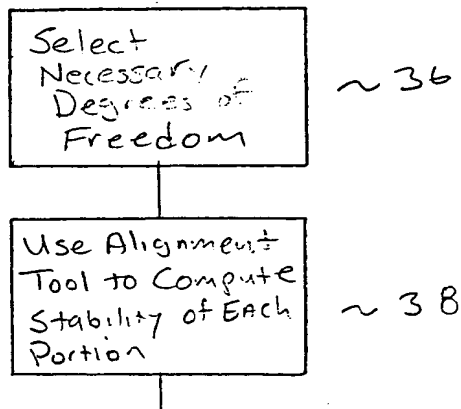 Select
Necessary
Degrees of
Freedom
~ 36
Use Alignment
Tool to Compute
Stability of EAch
Portion
~ 38